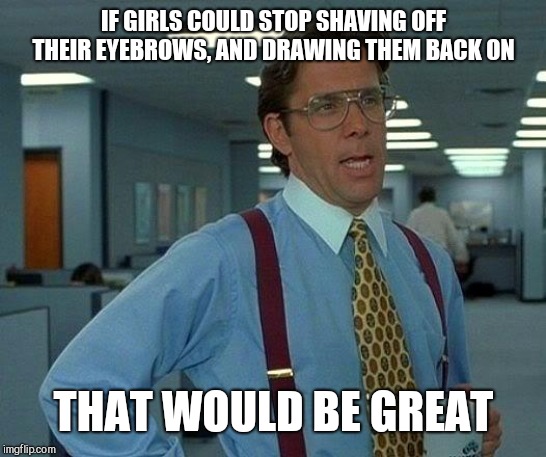 IF GIRLS COULD STOP SHAVING OFF
THEIR EYEBROWS, AND DRAWING THEM BACK ON
THAT WOULD BE GREAT
imgflip.com